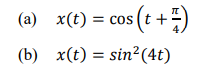 (a) x(t) = cos (t + π/4)
(b) x(t) = sin²(4t)